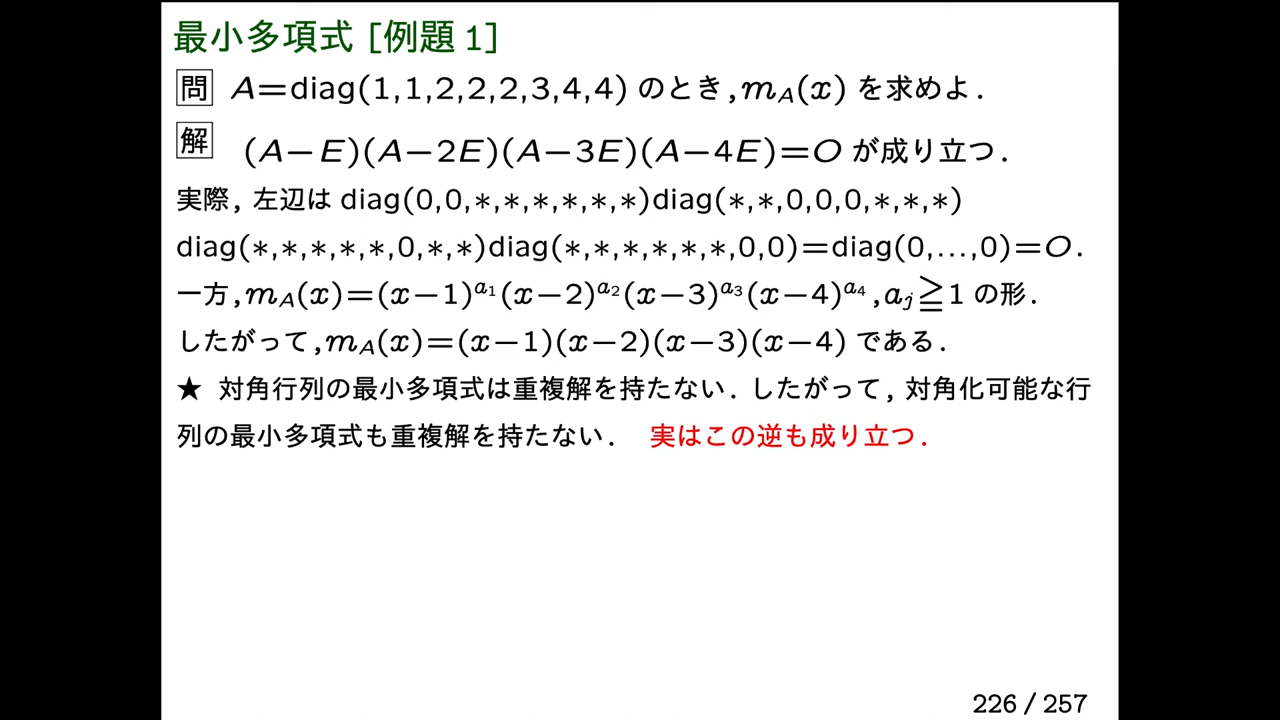 最小多項式 [例題 1]
問 A=diag(1,1,2,2,2,3,4,4) のとき,m_A(x) を求めよ.
解 (A−E)(A−2E)(A−3E)(A−4E)=O が成り立つ.
実際, 左辺は diag(0,0,∗,∗,∗,∗,∗,∗)diag(∗,∗,0,0,0,∗,∗,∗)
diag(∗,∗,∗,∗,∗,0,∗,∗)diag(∗,∗,∗,∗,∗,∗,0,0)=diag(0,...,0)=O.
一方,m_A(x)=(x−1)^{a_1}(x−2)^{a_2}(x−3)^{a_3}(x−4)^{a_4},a_j≧1 の形.
したがって,m_A(x)=(x−1)(x−2)(x−3)(x−4) である.
★ 対角行列の最小多項式は重複解を持たない. したがって, 対角化可能な行
列の最小多項式も重複解を持たない. 実はこの逆も成り立つ.
226 / 257